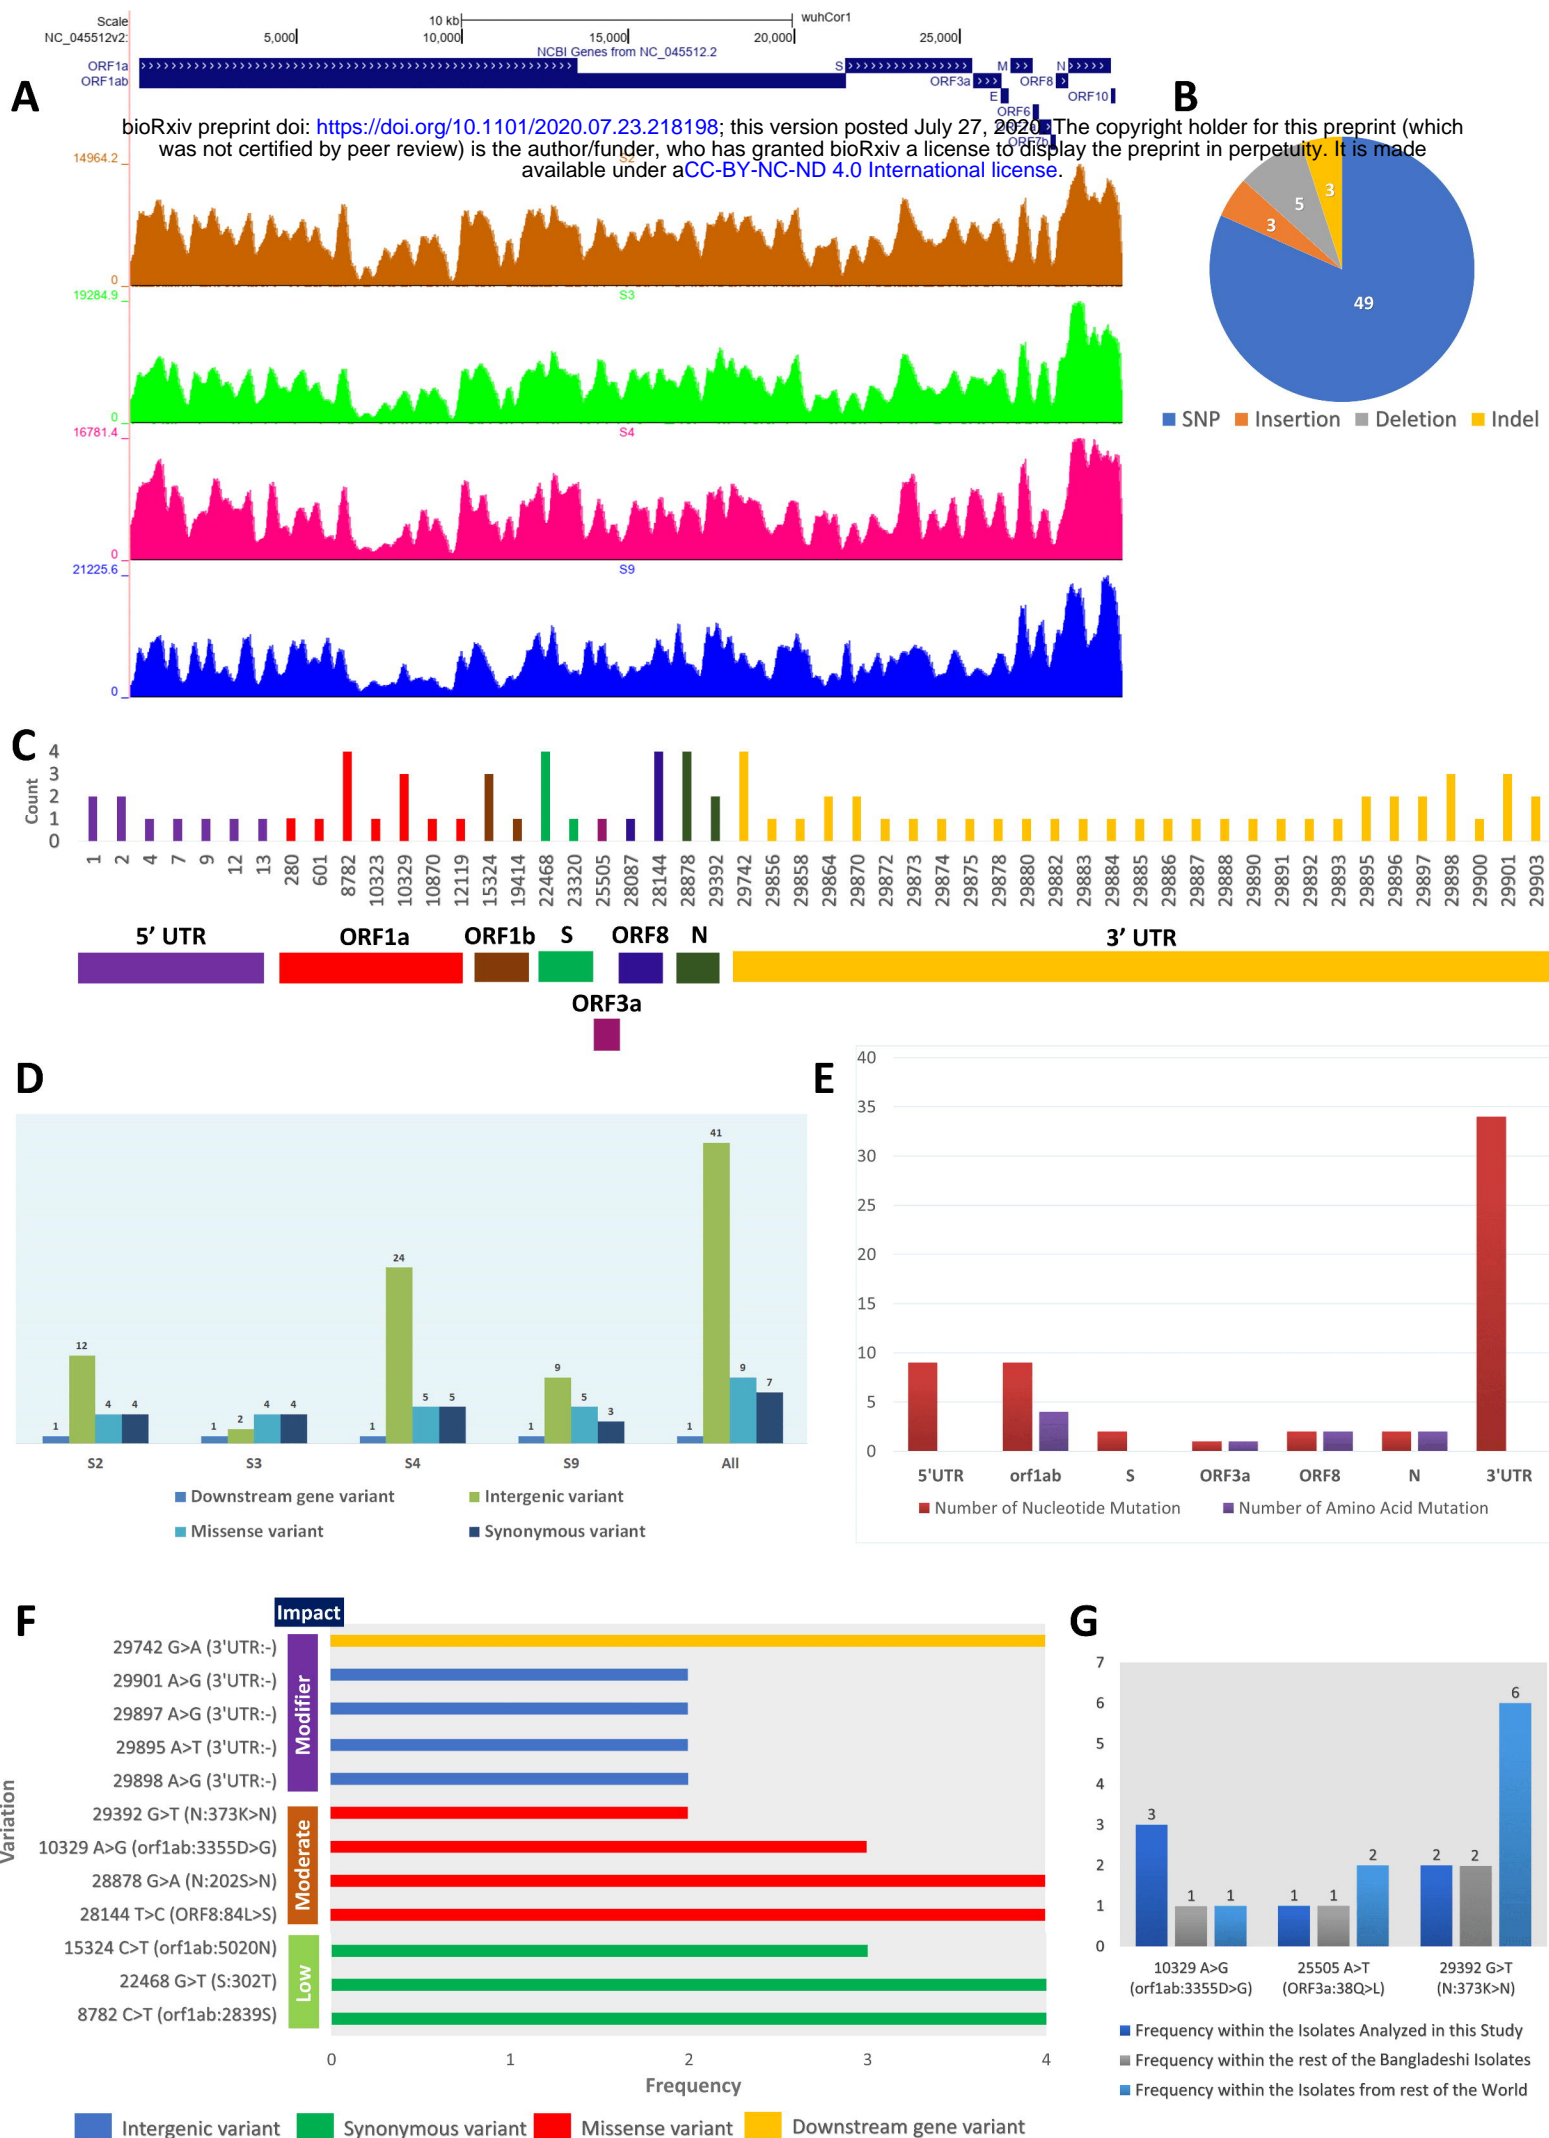 Scale
10 kb
wuhCor1
NC_045512v2:
5,000
10,000
15,000
20,000
25,000
NCBI Genes from NC_045512.2
ORF1a
S
M
N
ORF1ab
ORF3a
ORF8
E
ORF10
ORF6
ORF7b
A
B
bioRxiv preprint doi: https://doi.org/10.1101/2020.07.23.218198; this version posted July 27, 2020. The copyright holder for this preprint (which
was not certified by peer review) is the author/funder, who has granted bioRxiv a license to display the preprint in perpetuity. It is made
available under aCC-BY-NC-ND 4.0 International license.
14964.2
S2
0
19284.9
S3
0
16781.4
S4
0
21225.6
S9
0
3
5
3
49
SNP Insertion Deletion Indel
C
Count
4
3
2
1
0
1 2 4 7 9 12 13 280 601 8782 10323 10329 10870 12119 15324 19414 22468 23320 25505 28087 28144 28878 29392 29742 29856 29858 29864 29870 29872 29873 29874 29875 29878 29880 29882 29883 29884 29885 29886 29887 29888 29890 29891 29892 29893 29895 29896 29897 29898 29900 29901 29903
5' UTR ORF1a ORF1b S ORF8 N 3' UTR
ORF3a
D
1 12 4 4
1 2 4 4
1 24 5 5
1 9 5 3
1 41 9 7
S2 S3 S4 S9 All
Downstream gene variant Intergenic variant
Missense variant Synonymous variant
E
40
35
30
25
20
15
10
5
0
5'UTR orf1ab S ORF3a ORF8 N 3'UTR
Number of Nucleotide Mutation Number of Amino Acid Mutation
F
Impact
Variation
Modifier
Moderate
Low
29742 G>A (3'UTR:-)
29901 A>G (3'UTR:-)
29897 A>G (3'UTR:-)
29895 A>T (3'UTR:-)
29898 A>G (3'UTR:-)
29392 G>T (N:373K>N)
10329 A>G (orf1ab:3355D>G)
28878 G>A (N:202S>N)
28144 T>C (ORF8:84L>S)
15324 C>T (orf1ab:5020N)
22468 G>T (S:302T)
8782 C>T (orf1ab:2839S)
0 1 2 3 4
Frequency
Intergenic variant Synonymous variant Missense variant Downstream gene variant
G
7
6
5
4
3
2
1
0
3 1 1
1 1 2
2 2 6
10329 A>G 25505 A>T 29392 G>T
(orf1ab:3355D>G) (ORF3a:38Q>L) (N:373K>N)
Frequency within the Isolates Analyzed in this Study
Frequency within the rest of the Bangladeshi Isolates
Frequency within the Isolates from rest of the World